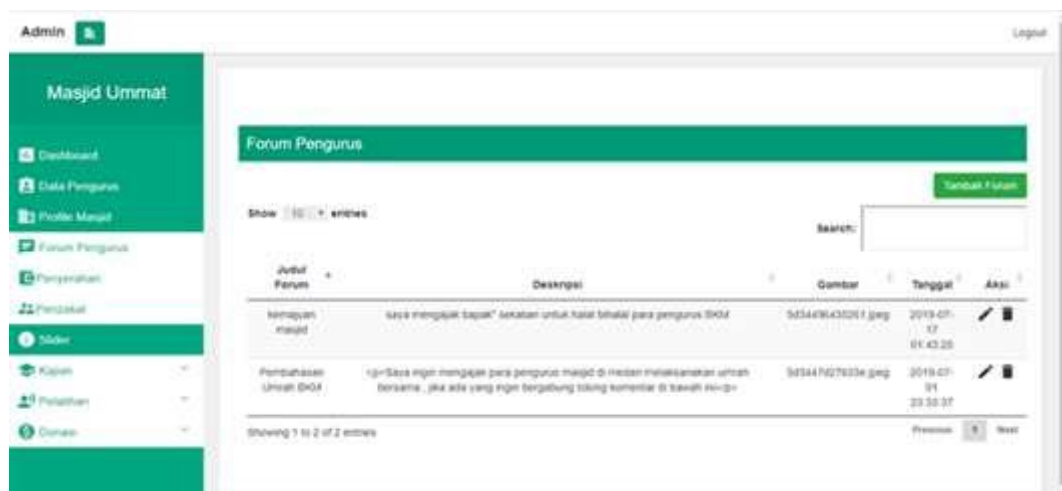 Admin
Logout
Masjid Ummat
Dashboard
Data Pengurus
Profile Masjid
Forum Pengurus
Penyerahan
Penzakat
Slider
Kajian
Pelatihan
Donasi
Forum Pengurus
Tambah Forum
Show 10 entries
Search:
Judul
Forum
Deskripsi
Gambar
Tanggal
Aksi
kemajuan
masjid
saya mengajak bapak" sekalian untuk halal bihalal para pengurus BKM
.jpeg
2019-07-
17
01:43:25
Pembahasan
Umrah BKM
<p>Saya ingin mengajak para pengurus masjid di medan melaksanakan umrah
bersama , jika ada yang ingin bergabung tolong komentar di bawah ini</p>
.jpeg
2019-07-
Showing 1 to 2 of 2 entries
Previous
1
Next